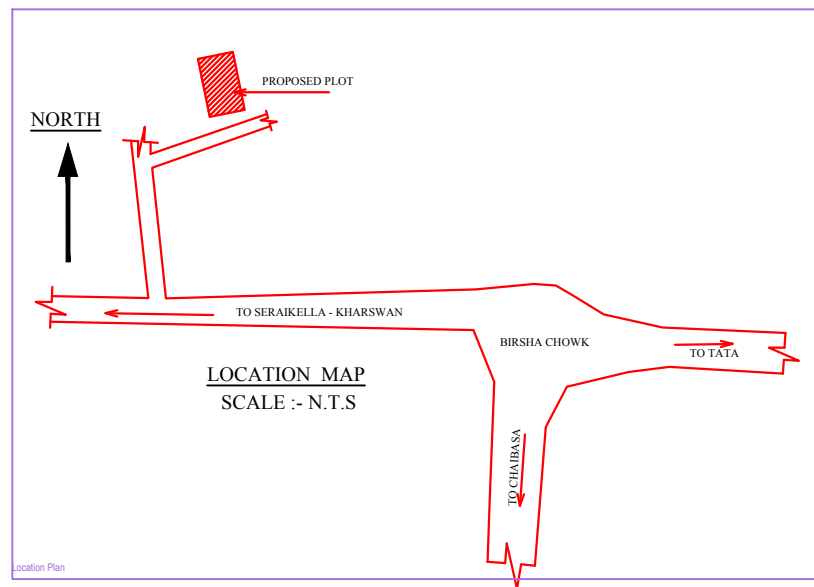 PROPOSED PLOT
NORTH
TO SERAIKELLA - KHARSWAN
BIRSHA CHOWK
TO TATA
LOCATION MAP
SCALE :- N.T.S
TO CHAIBASA
Location Plan